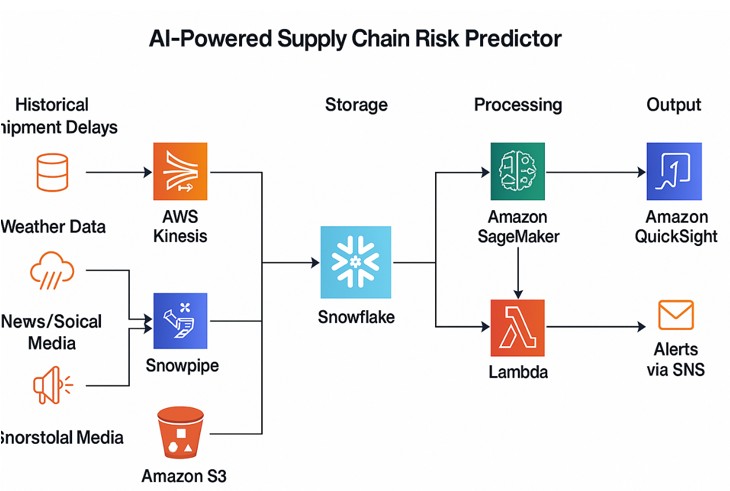 AI-Powered Supply Chain Risk Predictor
Historical
hipment Delays
Storage
Processing
Output
AWS
Kinesis
Amazon
SageMaker
Amazon
QuickSight
Weather Data
News/Soical
Media
Snowpipe
Snowflake
Lambda
Alerts
via SNS
Snorstolal Media
Amazon S3